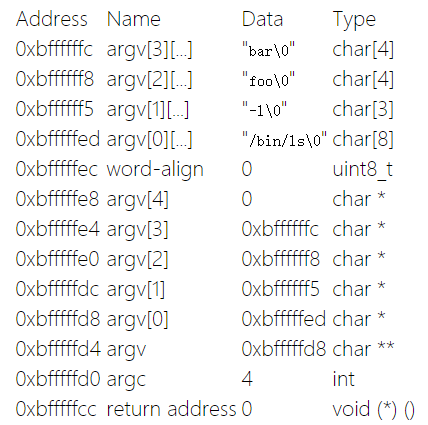 Address Name Data Type
0xbffffffc argv[3][...] "bar\0" char[4]
0xbffffff8 argv[2][...] "foo\0" char[4]
0xbffffff5 argv[1][...] "-1\0" char[3]
0xbfffffed argv[0][...] "/bin/1s\0" char[8]
0xbfffffec word-align 0 uint8_t
0xbfffffe8 argv[4] 0 char *
0xbfffffe4 argv[3] 0xbffffffc char *
0xbfffffe0 argv[2] 0xbffffff8 char *
0xbfffffdc argv[1] 0xbffffff5 char *
0xbfffffd8 argv[0] 0xbfffffed char *
0xbfffffd4 argv 0xbfffffd8 char **
0xbfffffd0 argc 4 int
0xbfffffcc return address 0 void (*) ()